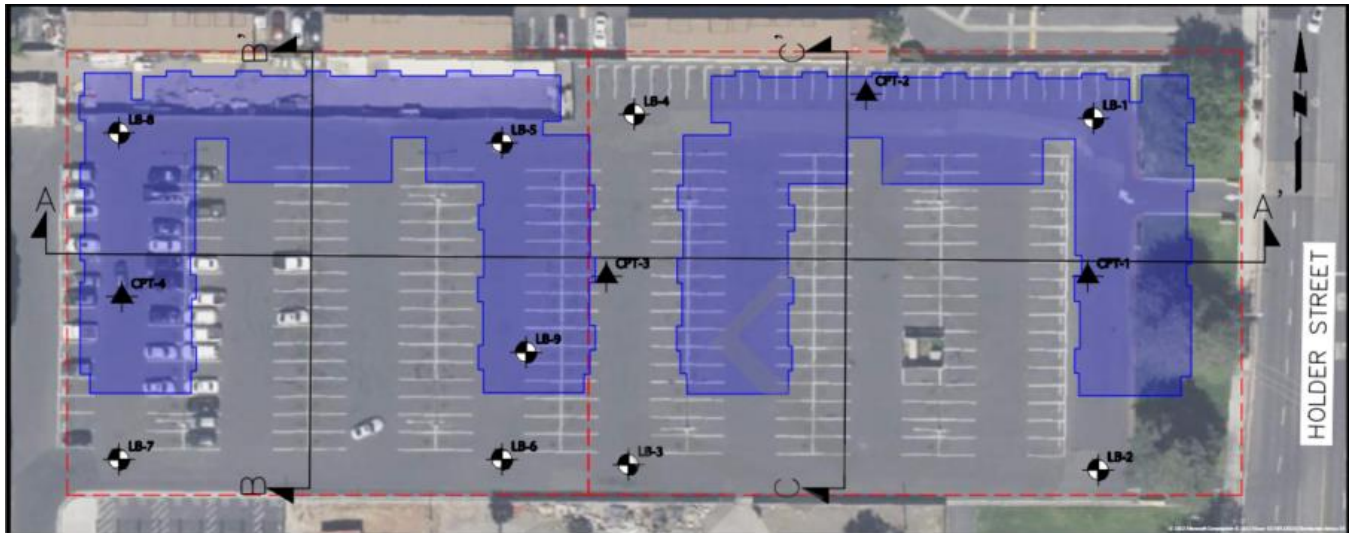 B'
C'
CPT-2
LB-8
LB-5
LB-4
LB-1
A
A'
CPT-4
CPT-3
CPT-1
HOLDER STREET
LB-9
LB-7
LB-6
LB-3
LB-2
B
C